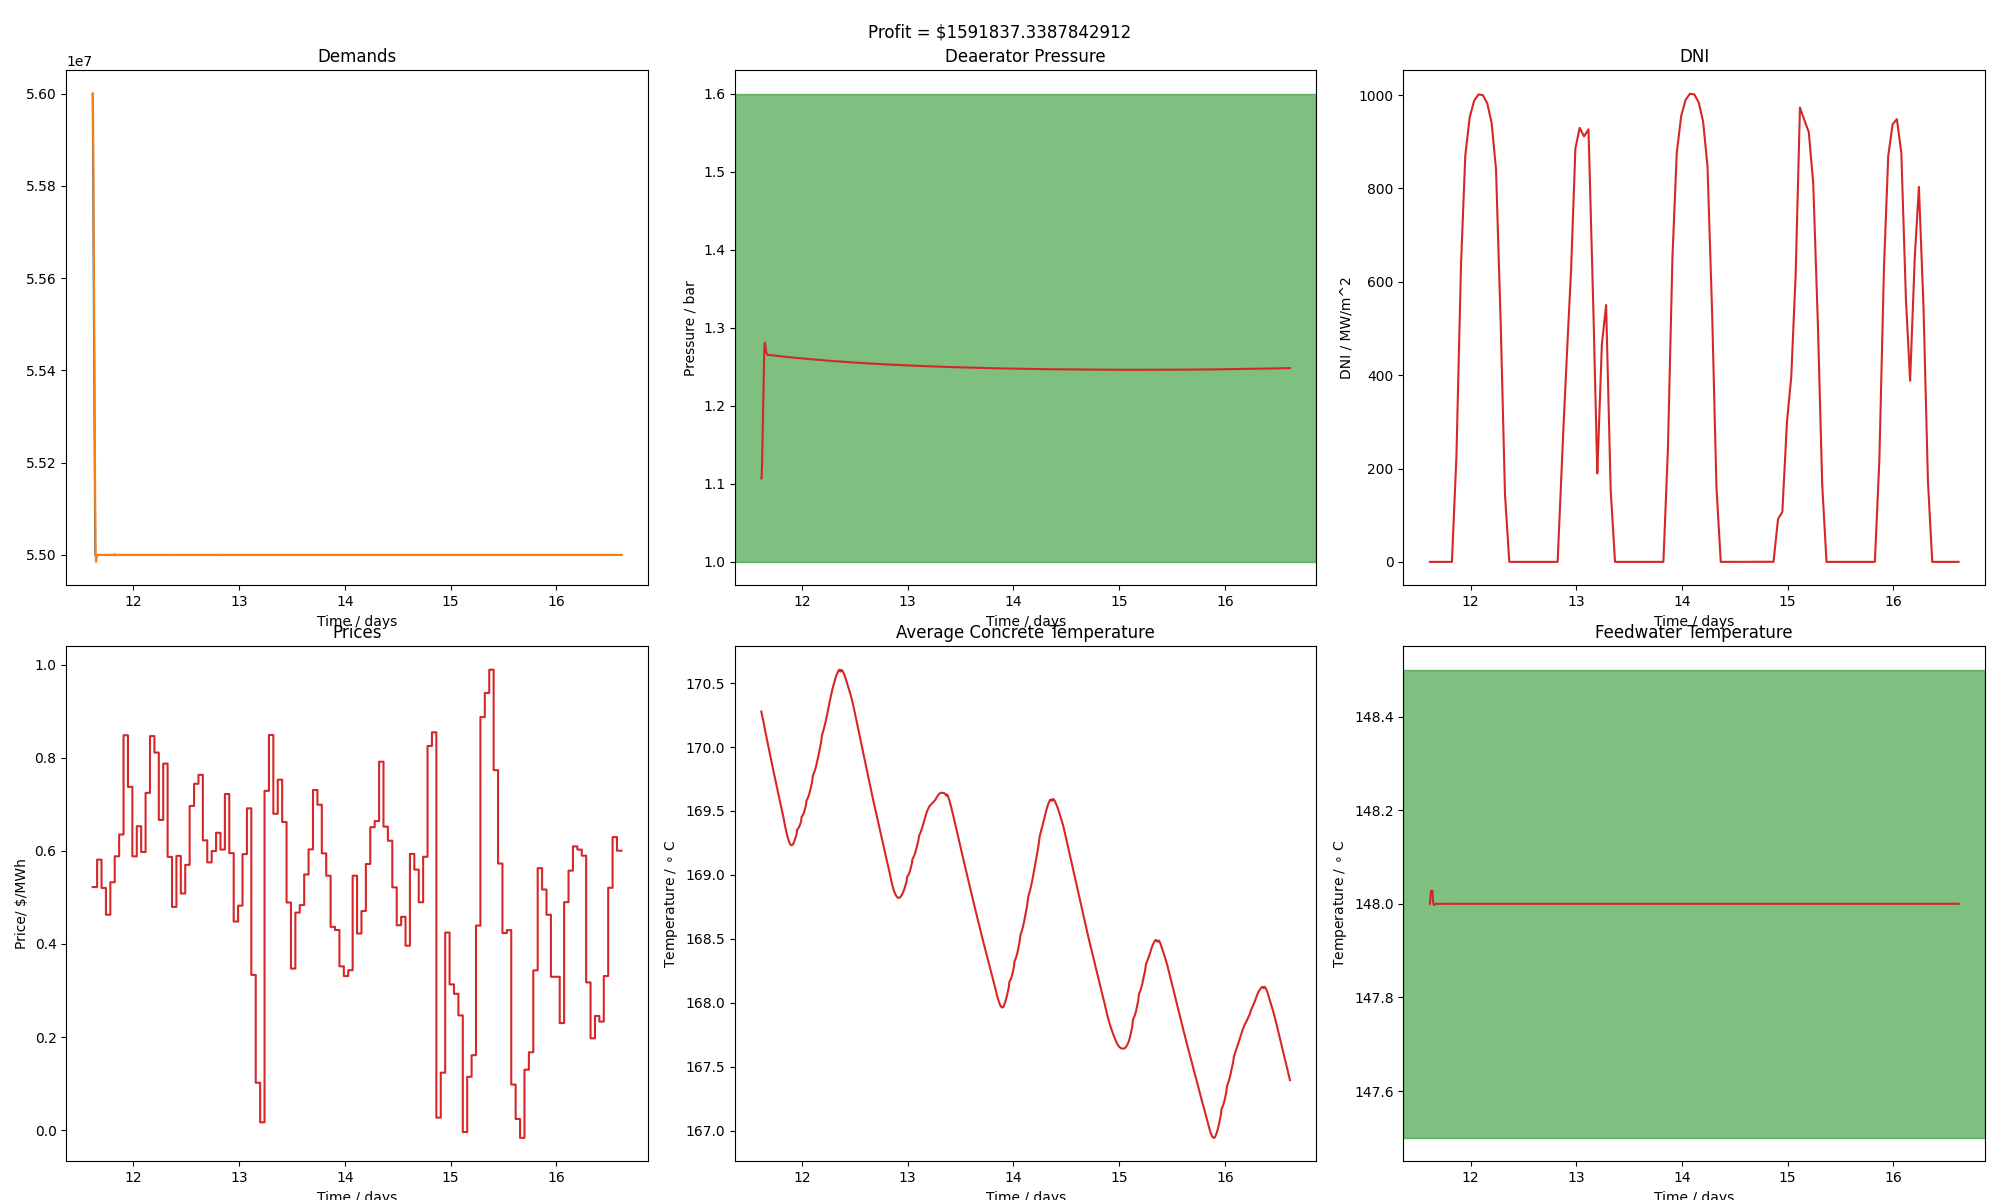 Profit = $1591837.3387842912
Demands
1e7
5.60
5.58
5.56
5.54
5.52
5.50
12 13 14 15 16
Time / days
Deaerator Pressure
Pressure / bar
1.6
1.5
1.4
1.3
1.2
1.1
1.0
12 13 14 15 16
Time / days
DNI
DNI / MW/m^2
1000
800
600
400
200
0
12 13 14 15 16
Time / days
Prices
Price/ $/MWh
1.0
0.8
0.6
0.4
0.2
0.0
12 13 14 15 16
Time / days
Average Concrete Temperature
Temperature / ∘ C
170.5
170.0
169.5
169.0
168.5
168.0
167.5
167.0
12 13 14 15 16
Time / days
Feedwater Temperature
Temperature / ∘ C
148.4
148.2
148.0
147.8
147.6
12 13 14 15 16
Time / days